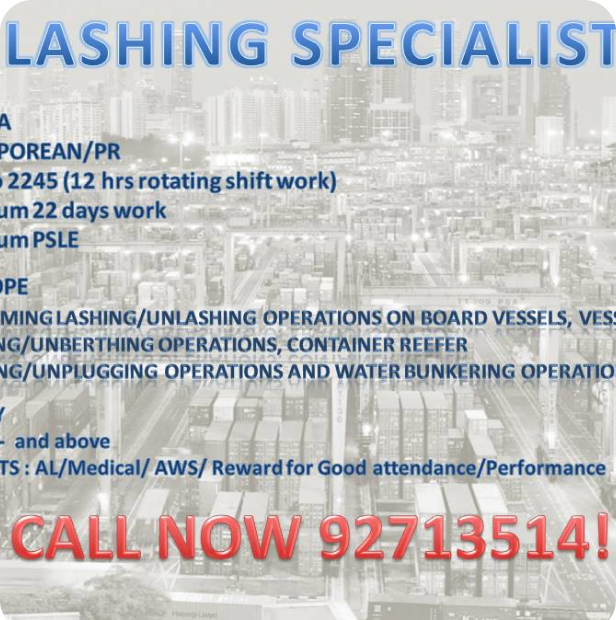 LASHING SPECIALIST
A
POREAN/PR
2245 (12 hrs rotating shift work)
um 22 days work
um PSLE
OPE
MING LASHING/UNLASHING OPERATIONS ON BOARD VESSELS, VESS
NG/UNBERTHING OPERATIONS, CONTAINER REEFER
NG/UNPLUGGING OPERATIONS AND WATER BUNKERING OPERATIO
Y
- and above
TS : AL/Medical/ AWS/ Reward for Good attendance/Performance
CALL NOW 92713514!